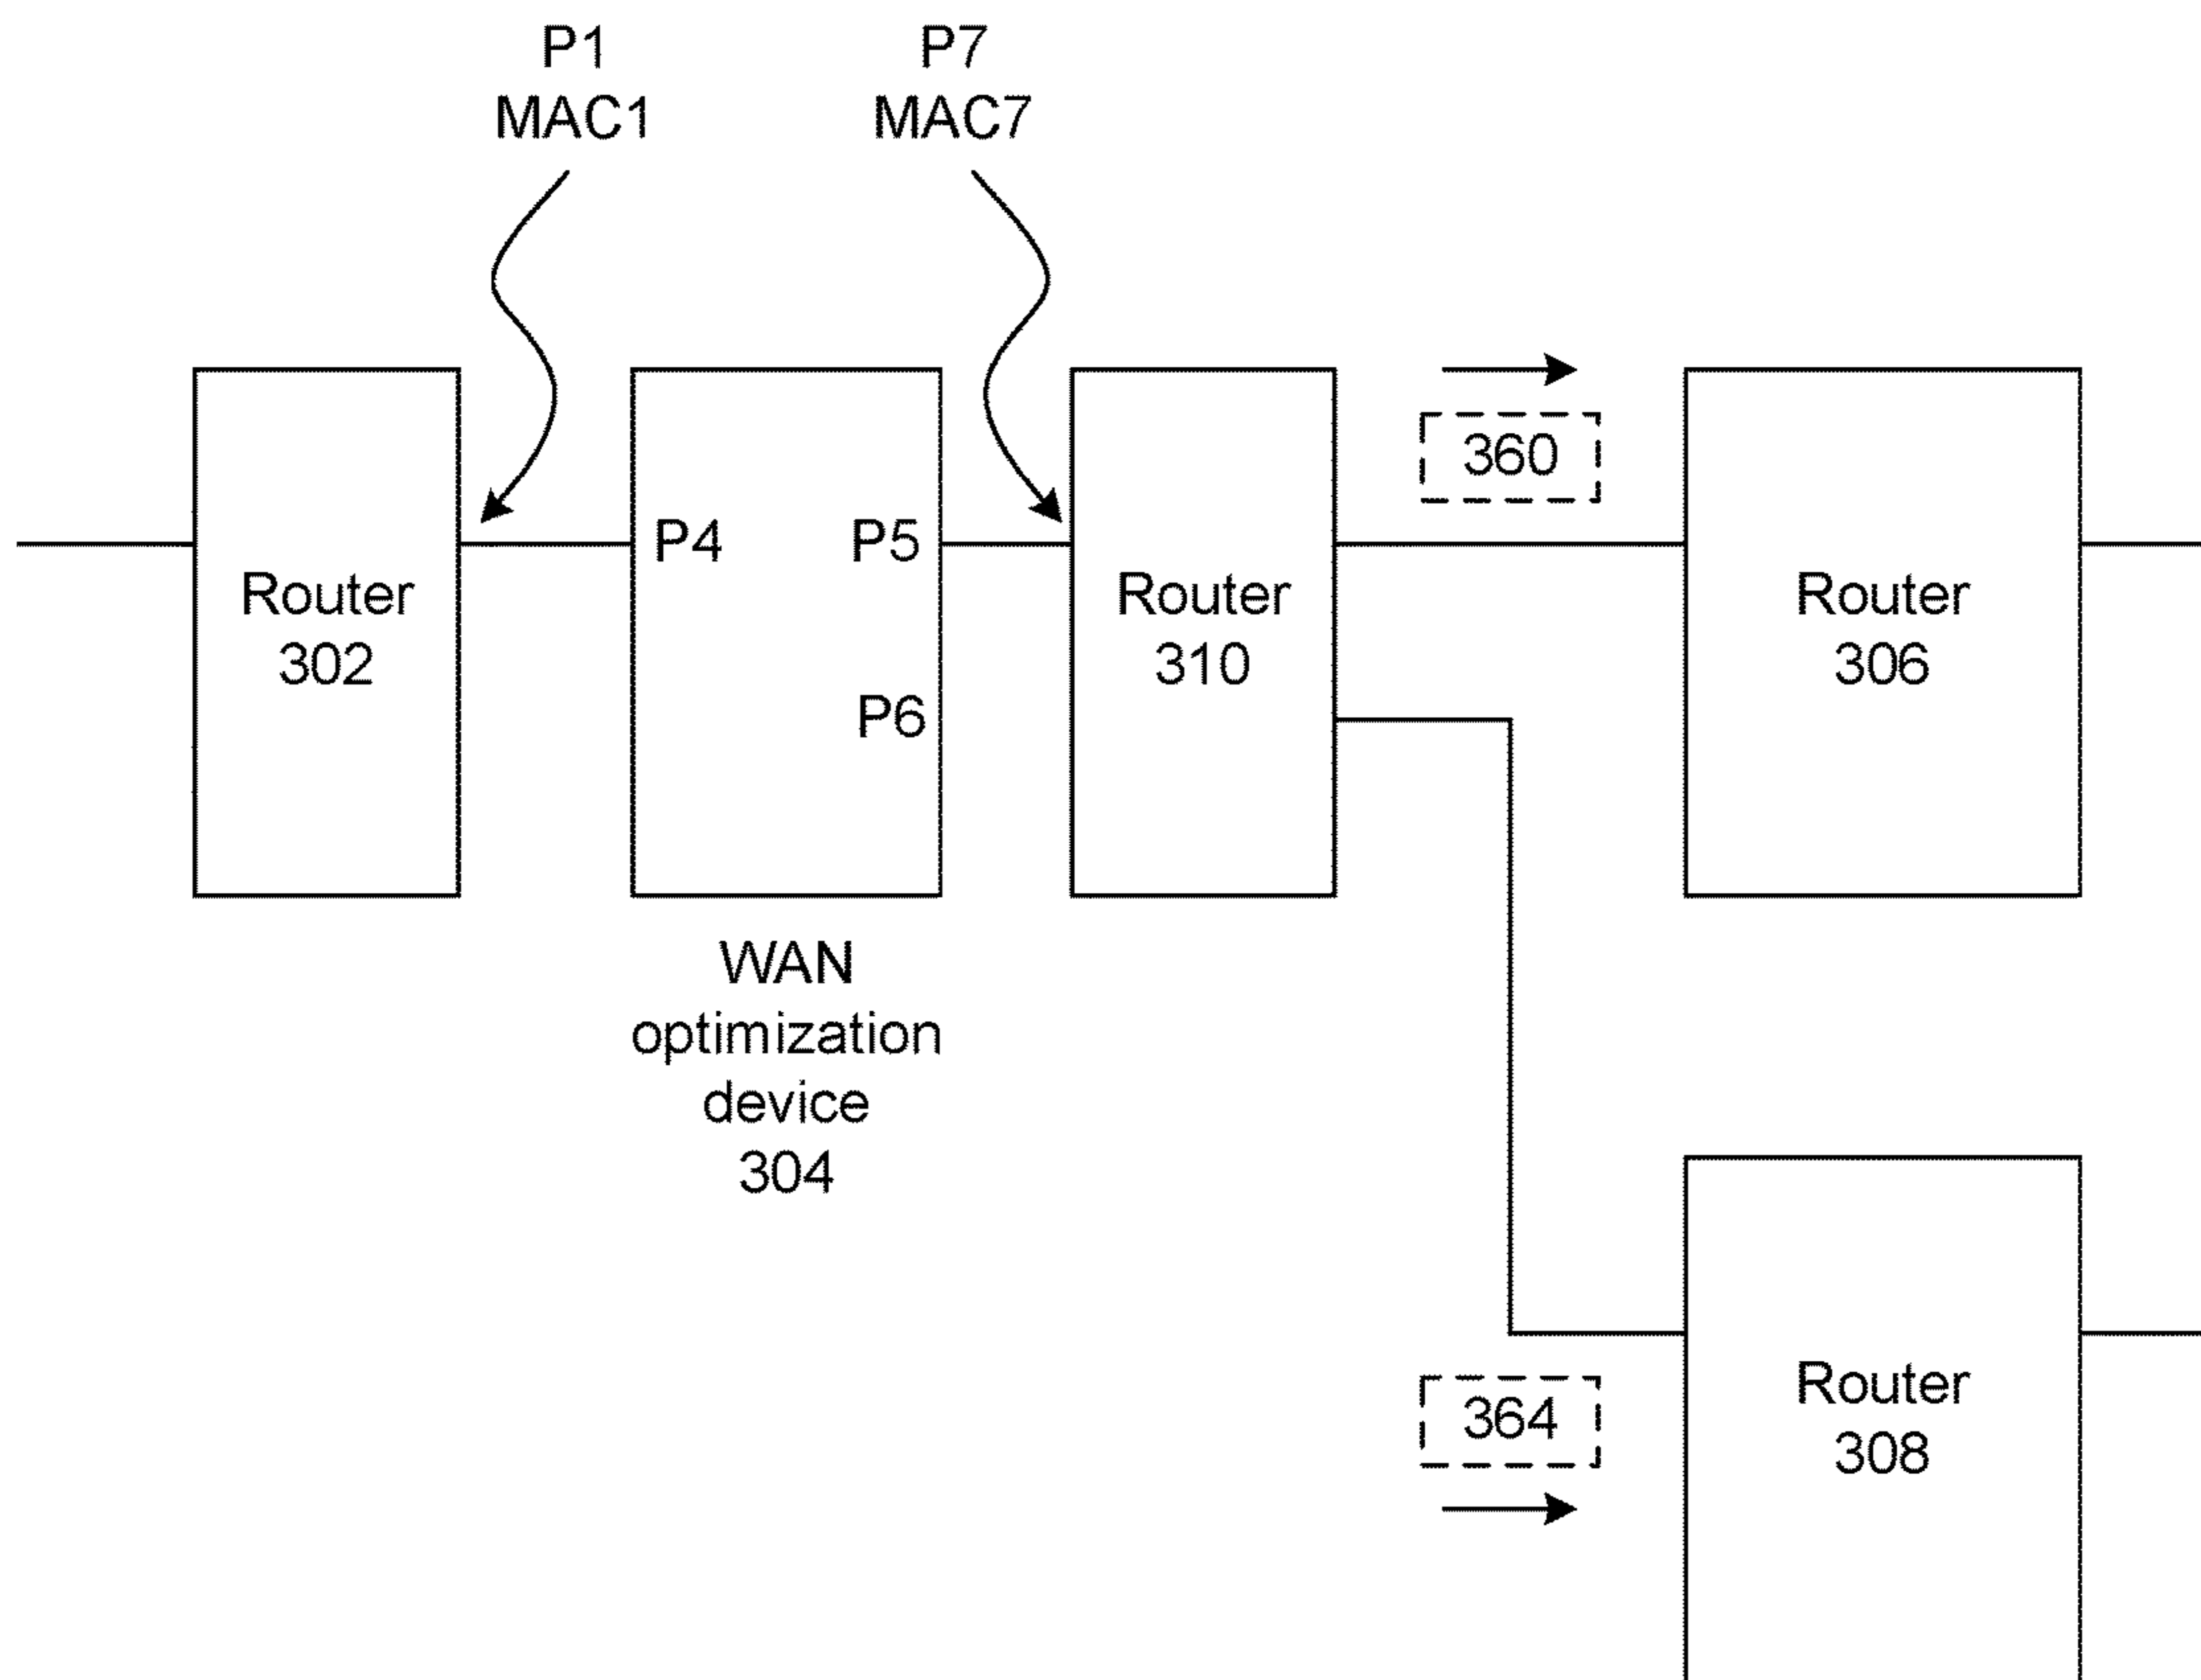 P1
MAC1
P7
MAC7
360
P4
P5
Router
302
Router
310
Router
306
P6
WAN
optimization
device
304
364
Router
308